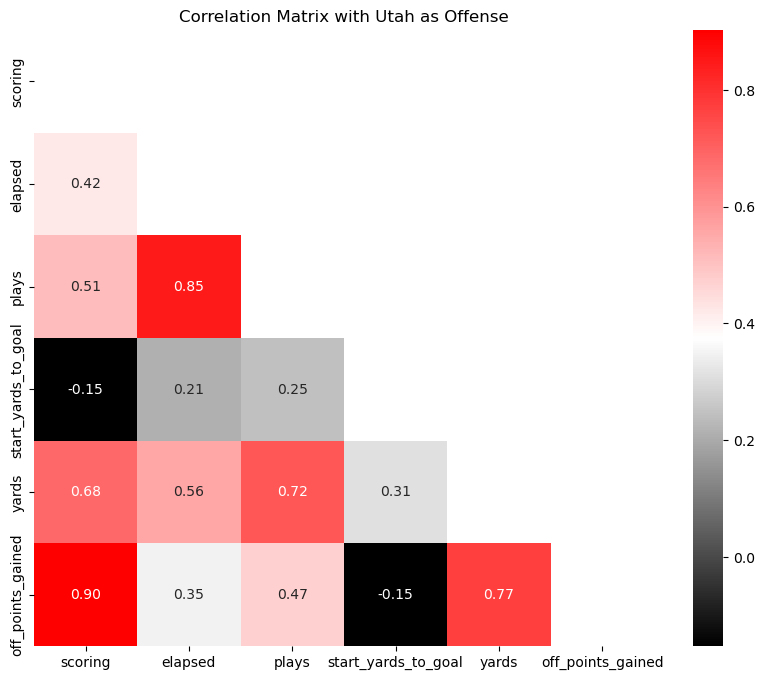 Correlation Matrix with Utah as Offense
scoring
elapsed
0.42
plays
0.51 0.85
start_yards_to_goal
-0.15 0.21 0.25
yards
0.68 0.56 0.72 0.31
off_points_gained
0.90 0.35 0.47 -0.15 0.77
scoring elapsed plays start_yards_to_goal yards off_points_gained
0.8
0.6
0.4
0.2
0.0